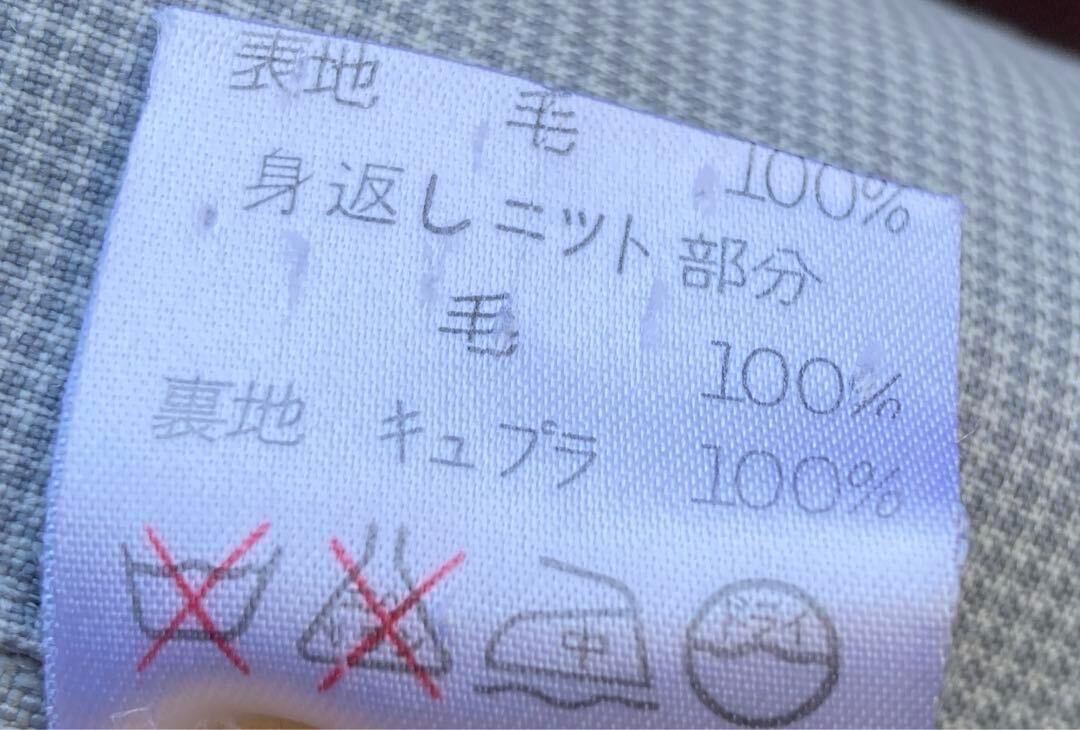 表地 毛 100%
身返しニット部分
毛 100%
裏地 キュプラ 100%
中 ドライ